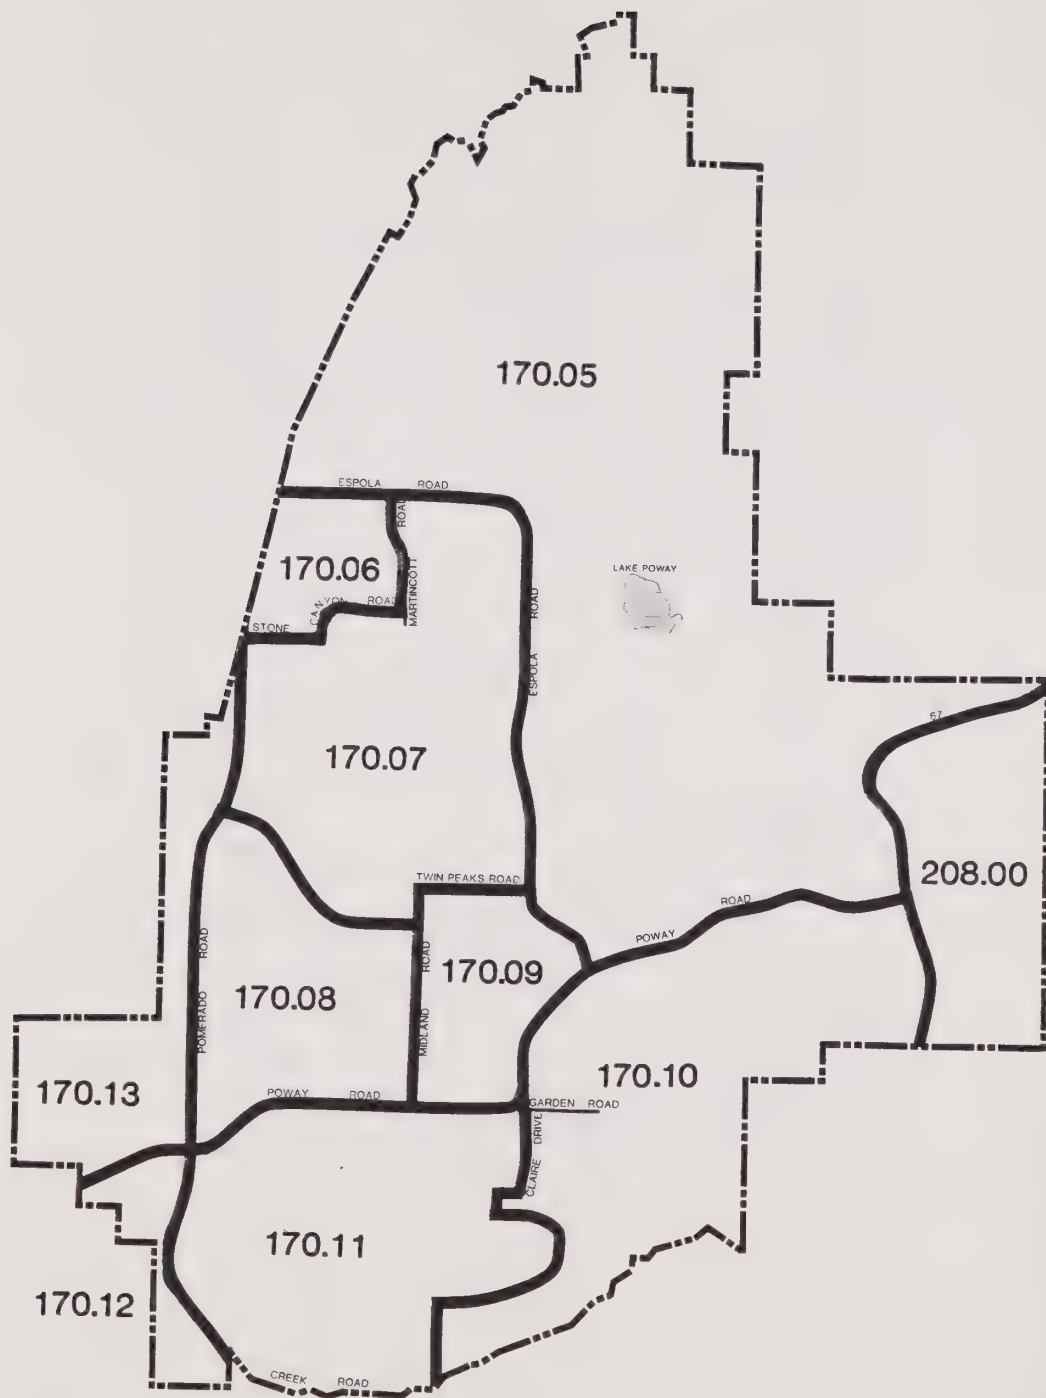 170.05
ESPOLA ROAD
ROAD
170.06
MARTINCOTT
STONE CANYON ROAD
LAKE POWAY
ESPOLA ROAD
67
170.07
208.00
TWIN PEAKS ROAD
POWAY ROAD
POMERADO ROAD
MIDLAND ROAD
170.09
170.08
170.10
170.13
POWAY ROAD
GARDEN ROAD
CLAIRE DRIVE
170.11
170.12
CREEK ROAD